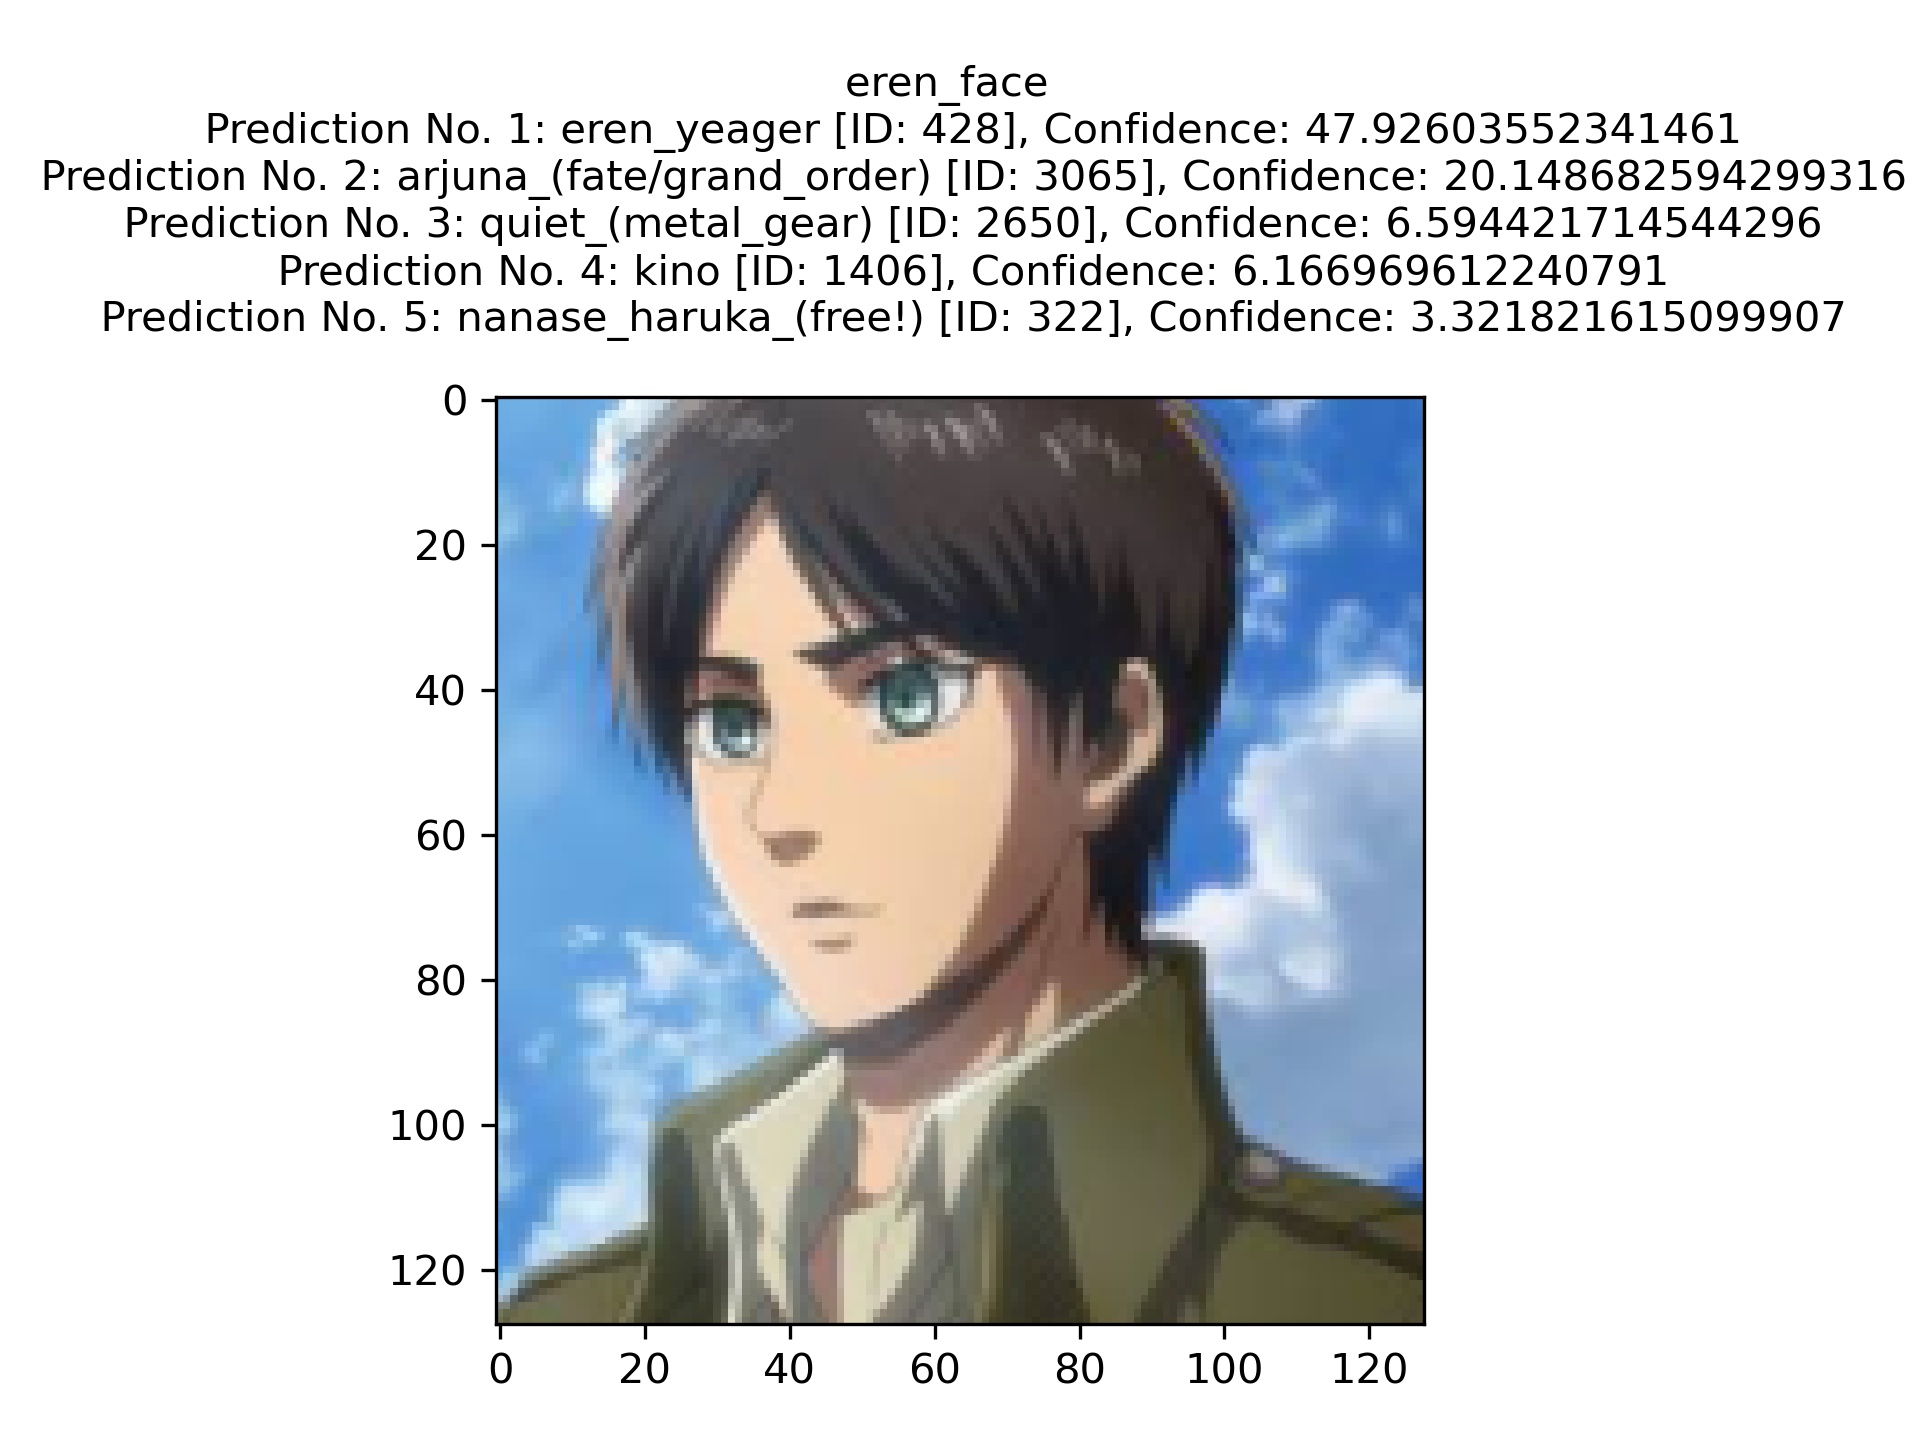 eren_face
Prediction No. 1: eren_yeager [ID: 428], Confidence: 47.92603552341461
Prediction No. 2: arjuna_(fate/grand_order) [ID: 3065], Confidence: 20.148682594299316
Prediction No. 3: quiet_(metal_gear) [ID: 2650], Confidence: 6.594421714544296
Prediction No. 4: kino [ID: 1406], Confidence: 6.166969612240791
Prediction No. 5: nanase_haruka_(free!) [ID: 322], Confidence: 3.321821615099907
0
20
40
60
80
100
120
0 20 40 60 80 100 120